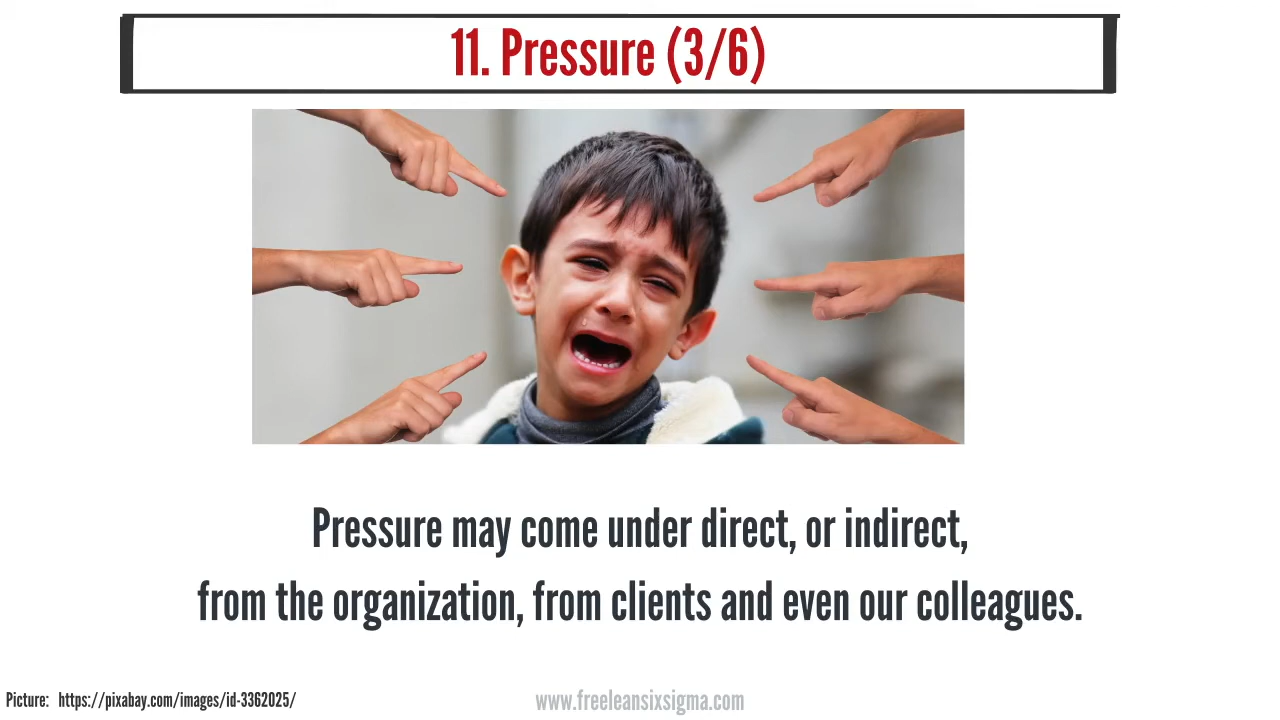 11. Pressure (3/6)
Pressure may come under direct, or indirect,
from the organization, from clients and even our colleagues.
Picture: https://pixabay.com/images/id-3362025/
www.freeleansixsigma.com